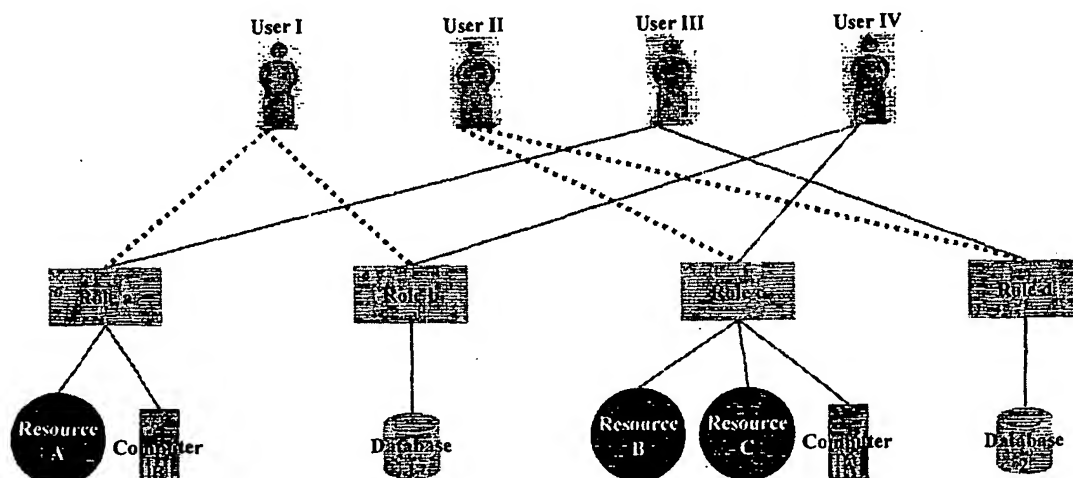 User I
User II
User III
User IV
Role a
Role b
Role c
Role d
Resource
A
Computer
Database
Resource
B
Resource
C
Computer
Database